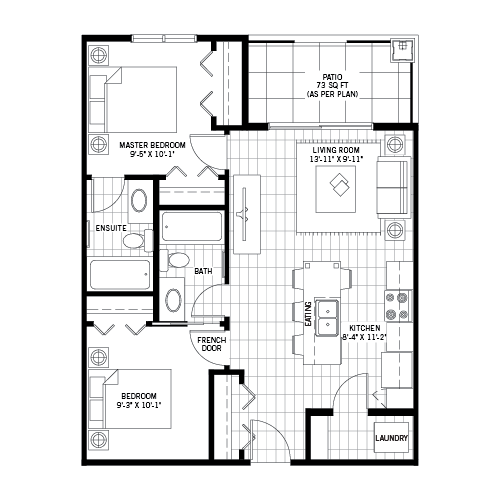 PATIO
73 SQ FT
(AS PER PLAN)
MASTER BEDROOM
9'-5" X 10'-1"
LIVING ROOM
13'-11" X 9'-11"
ENSUITE
BATH
EATING
KITCHEN
8'-4" X 11'-2"
FRENCH
DOOR
BEDROOM
9'-3" X 10'-1"
LAUNDRY